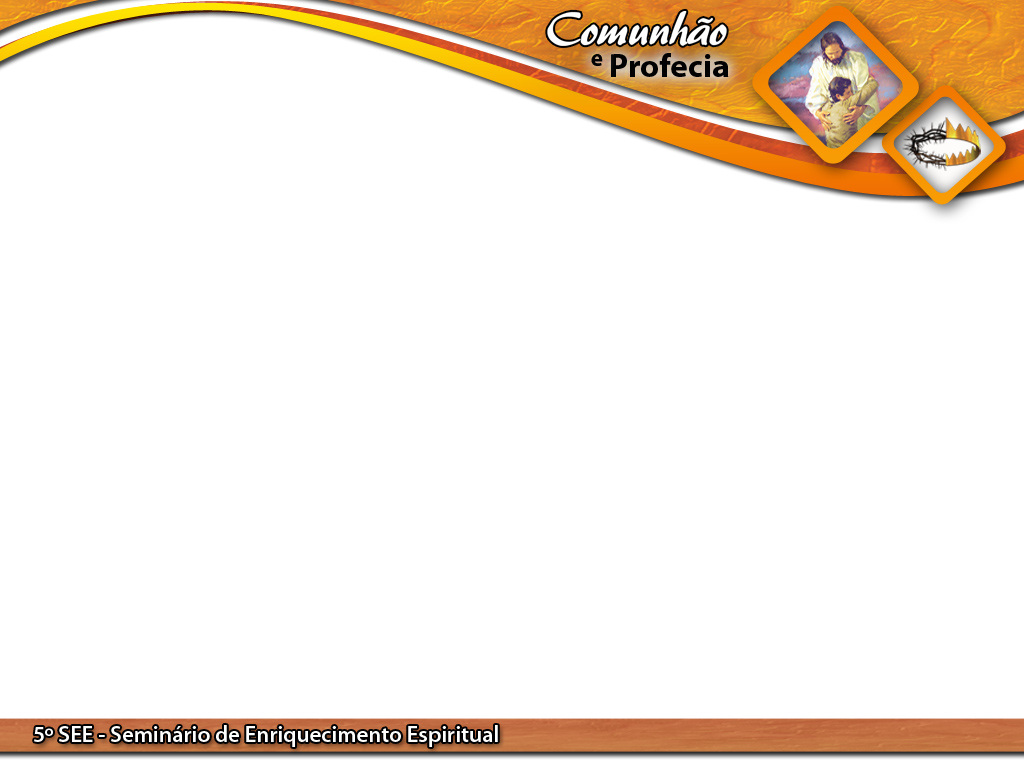 Comunhão
e Profecia
5º SEE - Seminário de Enriquecimento Espiritual